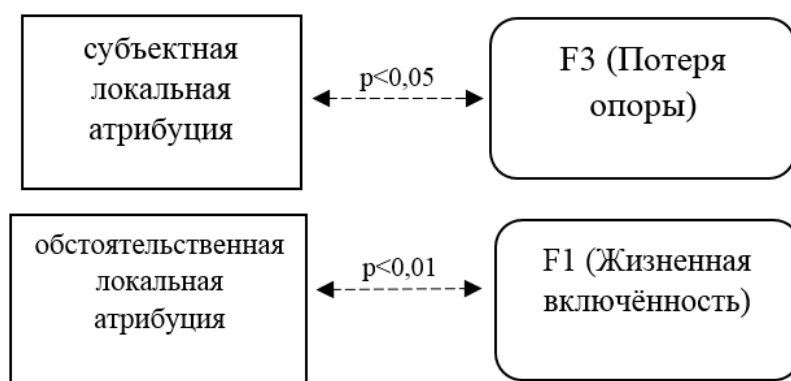 субъектная
локальная
атрибуция
p<0,05
F3 (Потеря
опоры)
обстоятельственная
локальная
атрибуция
p<0,01
F1 (Жизненная
включённость)